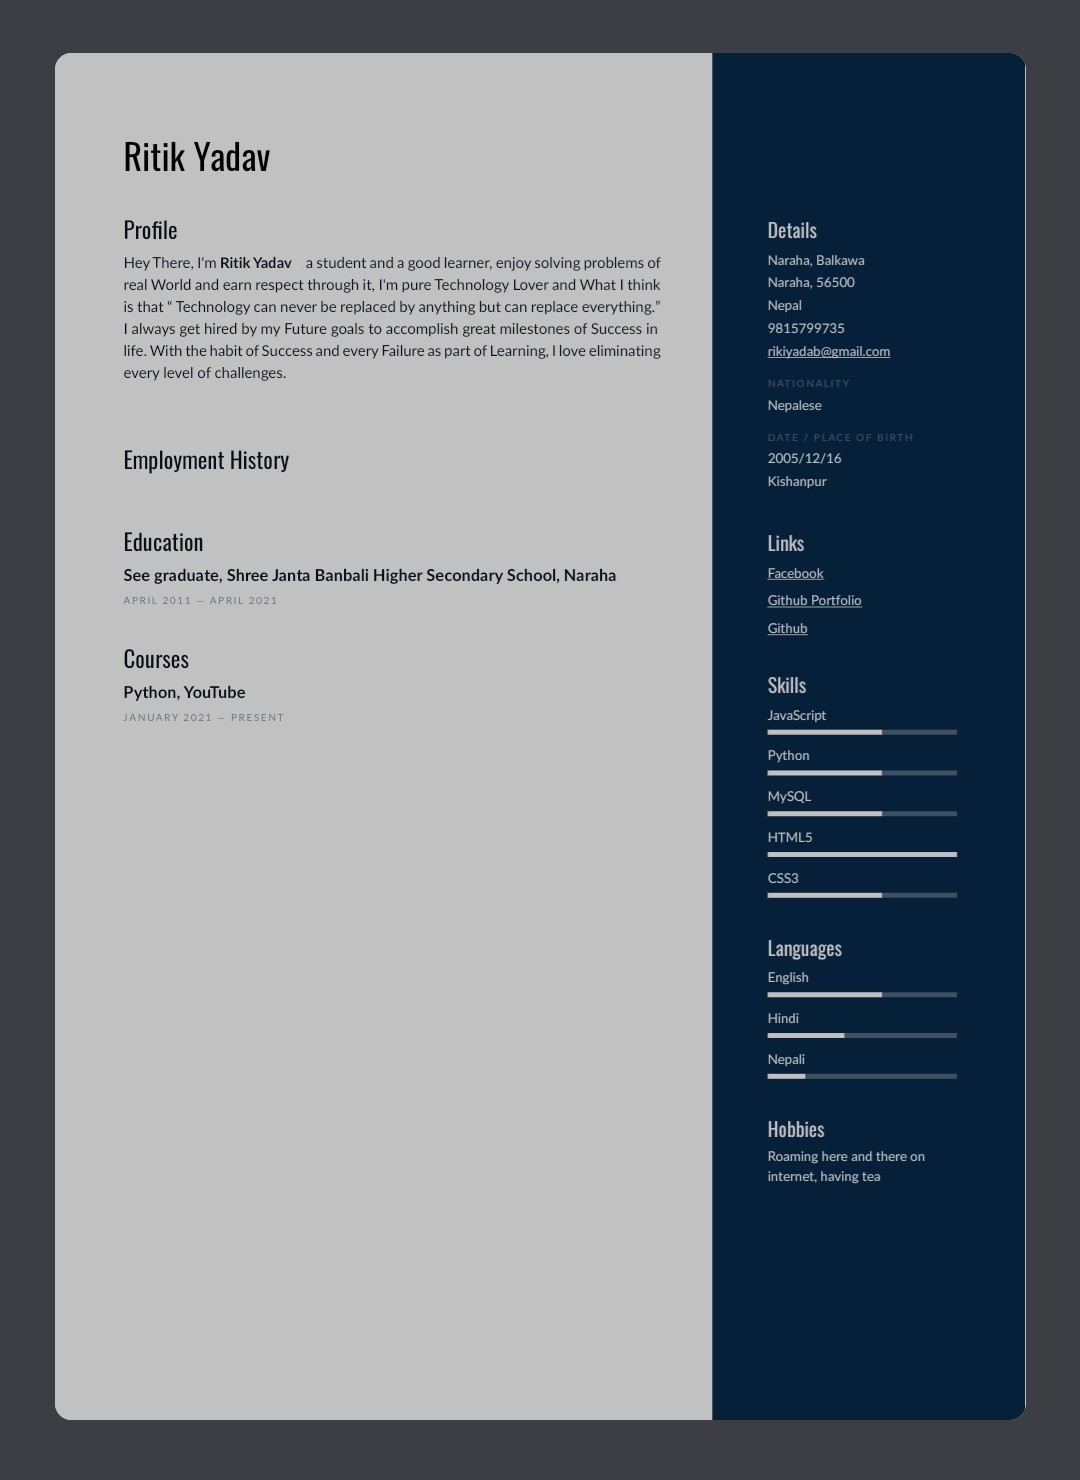 Ritik Yadav
Profile
Hey There, I'm Ritik Yadav a student and a good learner, enjoy solving problems of
real World and earn respect through it, I'm pure Technology Lover and What I think
is that “ Technology can never be replaced by anything but can replace everything.”
I always get hired by my Future goals to accomplish great milestones of Success in
life. With the habit of Success and every Failure as part of Learning, I love eliminating
every level of challenges.
Employment History
Education
See graduate, Shree Janta Banbali Higher Secondary School, Naraha
APRIL 2011 — APRIL 2021
Courses
Python, YouTube
JANUARY 2021 — PRESENT
Details
Naraha, Balkawa
Naraha, 56500
Nepal
9815799735
rikiyadab@gmail.com
NATIONALITY
Nepalese
DATE / PLACE OF BIRTH
2005/12/16
Kishanpur
Links
Facebook
Github Portfolio
Github
Skills
JavaScript
Python
MySQL
HTML5
CSS3
Languages
English
Hindi
Nepali
Hobbies
Roaming here and there on
internet, having tea